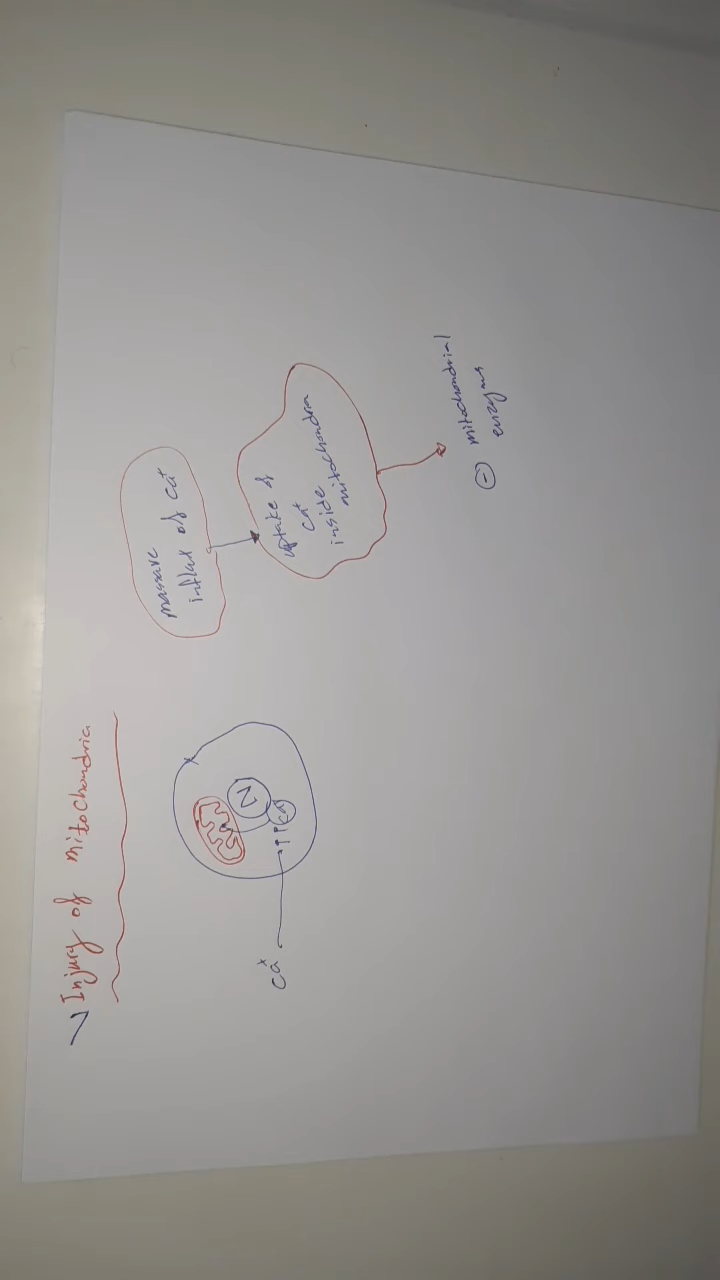 Injury of mitochondria
Ca⁺
N
↑↑ Ca⁺
massive
influx of Ca⁺
uptake of
Ca⁺
inside
mitochondria
⊖ mitochondrial
enzymes